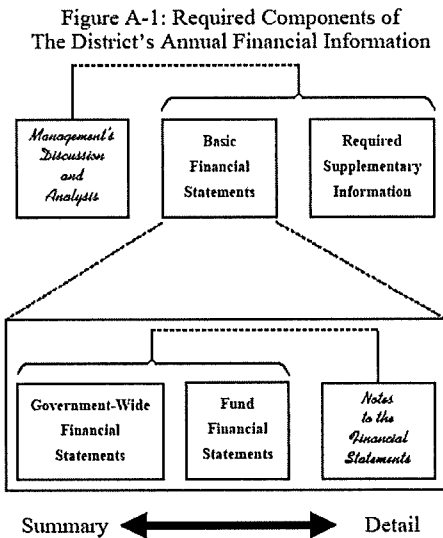 Figure A-1: Required Components of
The District's Annual Financial Information
Management's
Discussion
and
Analysis
Basic
Financial
Statements
Required
Supplementary
Information
Government-Wide
Financial
Statements
Fund
Financial
Statements
Notes
to the
Financial
Statements
Summary
Detail